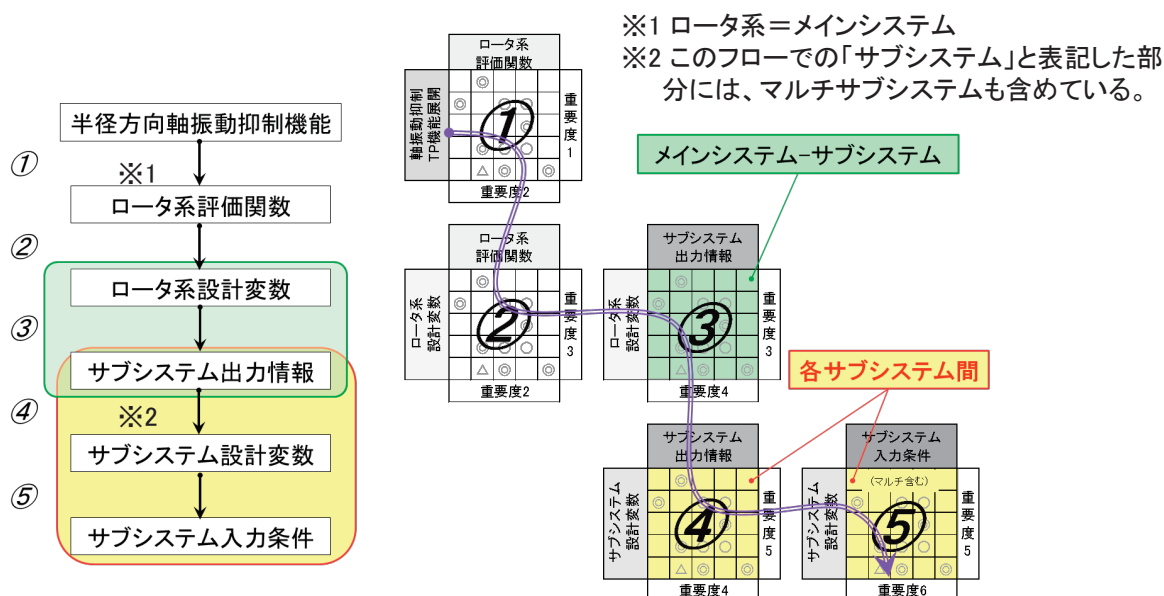 ※1 ロータ系＝メインシステム
※2 このフローでの「サブシステム」と表記した部
分には、マルチサブシステムも含めている。
半径方向軸振動抑制機能
①
※1
ロータ系評価関数
②
ロータ系設計変数
③
サブシステム出力情報
④
※2
サブシステム設計変数
⑤
サブシステム入力条件
ロータ系
評価関数
軸振動抑制
TP機能展開
①
重要度1
重要度2
ロータ系
評価関数
ロータ系
設計変数
②
重要度3
重要度2
サブシステム
出力情報
ロータ系
設計変数
③
重要度3
重要度4
メインシステム-サブシステム
各サブシステム間
サブシステム
出力情報
サブシステム
設計変数
④
重要度5
重要度4
サブシステム
入力条件
(マルチ含む)
サブシステム
設計変数
⑤
重要度5
重要度6